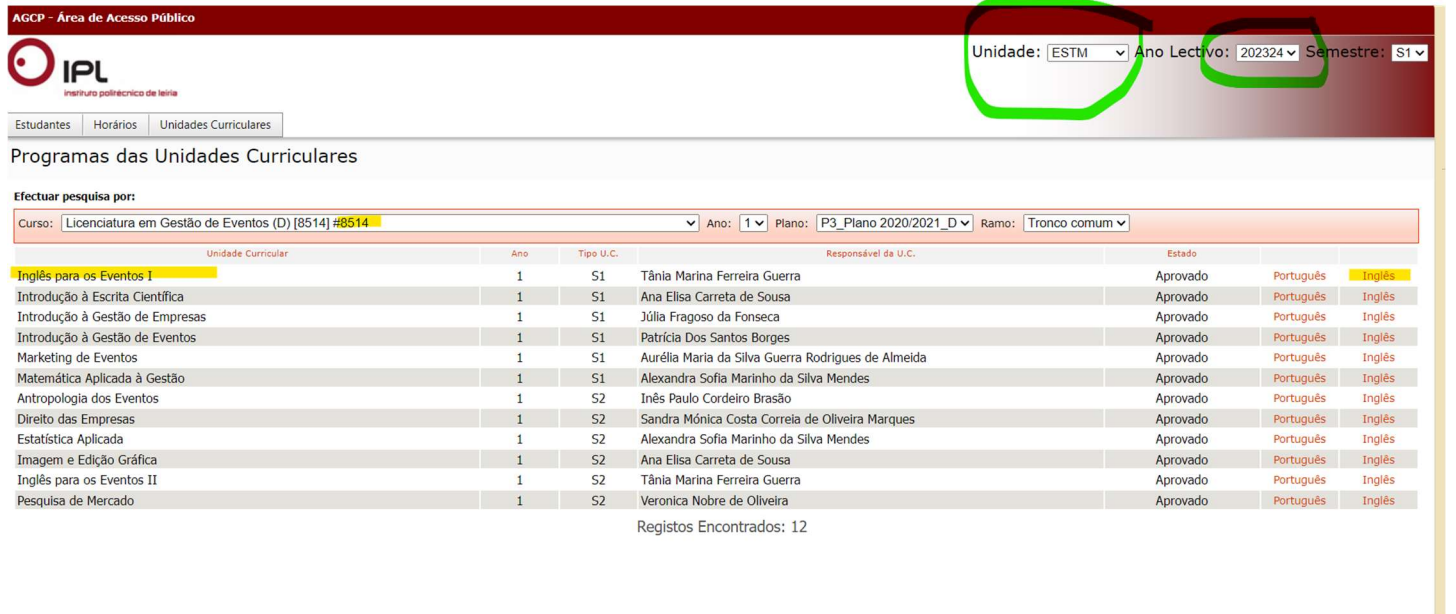 AGCP - Área de Acesso Público
IPL
instituto politécnico de leiria
Unidade: ESTM Ano Lectivo: 202324 Semestre: S1
Estudantes Horários Unidades Curriculares
Programas das Unidades Curriculares
Efectuar pesquisa por:
Curso: Licenciatura em Gestão de Eventos (D) [8514] #8514 Ano: 1 Plano: P3_Plano 2020/2021_D Ramo: Tronco comum
Unidade Curricular Ano Tipo U.C. Responsável da U.C. Estado
Inglês para os Eventos I 1 S1 Tânia Marina Ferreira Guerra Aprovado Português Inglês
Introdução à Escrita Científica 1 S1 Ana Elisa Carreta de Sousa Aprovado Português Inglês
Introdução à Gestão de Empresas 1 S1 Júlia Fragoso da Fonseca Aprovado Português Inglês
Introdução à Gestão de Eventos 1 S1 Patrícia Dos Santos Borges Aprovado Português Inglês
Marketing de Eventos 1 S1 Aurélia Maria da Silva Guerra Rodrigues de Almeida Aprovado Português Inglês
Matemática Aplicada à Gestão 1 S1 Alexandra Sofia Marinho da Silva Mendes Aprovado Português Inglês
Antropologia dos Eventos 1 S2 Inês Paulo Cordeiro Brasão Aprovado Português Inglês
Direito das Empresas 1 S2 Sandra Mónica Costa Correia de Oliveira Marques Aprovado Português Inglês
Estatística Aplicada 1 S2 Alexandra Sofia Marinho da Silva Mendes Aprovado Português Inglês
Imagem e Edição Gráfica 1 S2 Ana Elisa Carreta de Sousa Aprovado Português Inglês
Inglês para os Eventos II 1 S2 Tânia Marina Ferreira Guerra Aprovado Português Inglês
Pesquisa de Mercado 1 S2 Veronica Nobre de Oliveira Aprovado Português Inglês
Registos Encontrados: 12